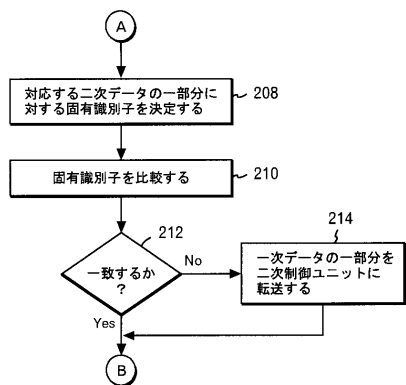 A
対応する二次データの一部分に
対する固有識別子を決定する
208
固有識別子を比較する
210
212
一致するか
?
No
Yes
214
一次データの一部分を
二次制御ユニットに
転送する
B